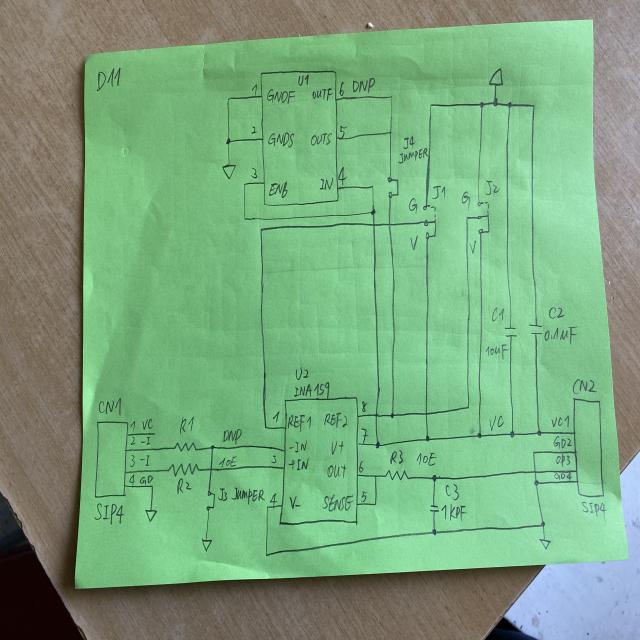 D11
U1
1 GNDF OUTF 6 DNP
2 GNDS OUTS 5
3 ENB IN 4
J4
JUMPER
J1
G
V
J2
G
V
C1
10uF
C2
0.1uF
U2
INA159
1 REF1 REF2 8
-IN V+ 7
3 +IN OUT 6
4 V- SENSE 5
CN1
1 VC
2 -I
3 -I
4 GD
SIP4
R1
DNP
10E
R2
J3 JUMPER
R3 10E
C3
1KPF
VC
CN2
VC1
GD2
OP3
GD4
SIP4